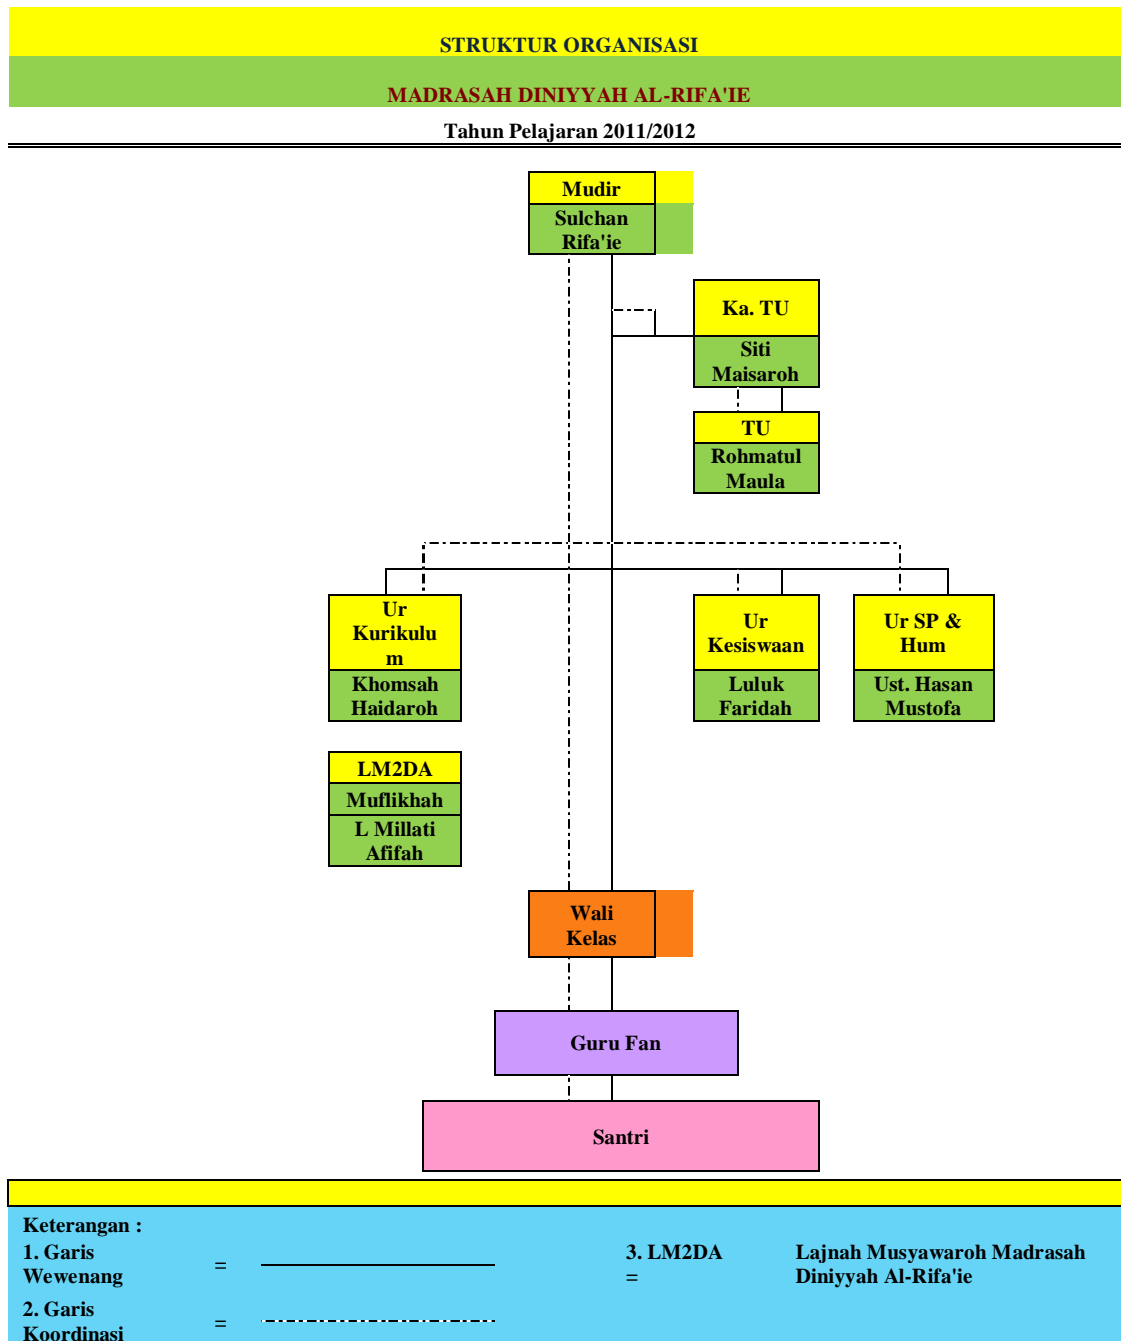 STRUKTUR ORGANISASI
MADRASAH DINIYYAH AL-RIFA'IE
Tahun Pelajaran 2011/2012
Mudir
Sulchan
Rifa'ie
Ka. TU
Siti
Maisaroh
TU
Rohmatul
Maula
Ur
Kurikulu
m
Khomsah
Haidaroh
Ur
Kesiswaan
Luluk
Faridah
Ur SP &
Hum
Ust. Hasan
Mustofa
LM2DA
Muflikhah
L Millati
Afifah
Wali
Kelas
Guru Fan
Santri
Keterangan :
1. Garis
Wewenang =
3. LM2DA
=
Lajnah Musyawaroh Madrasah
Diniyyah Al-Rifa'ie
2. Garis
Koordinasi =